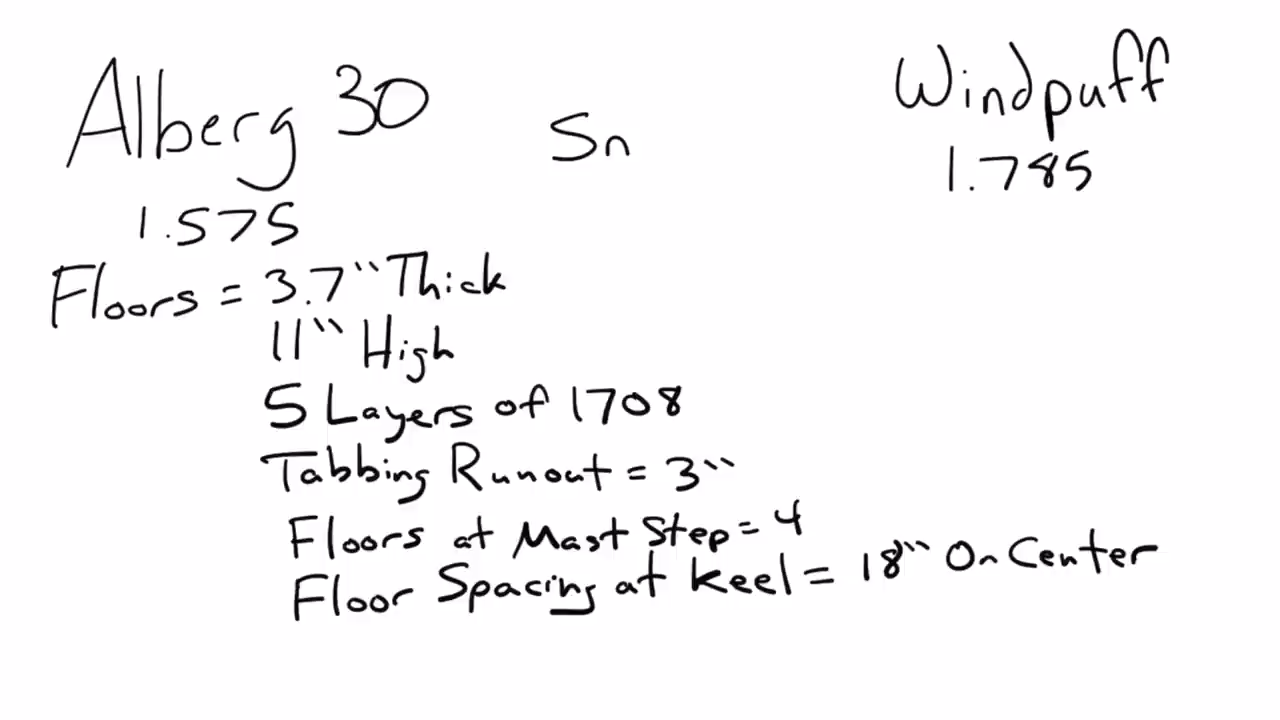 Alberg 30
Sn
Windpuff
1.575
1.785
Floors = 3.7" Thick
11" High
5 Layers of 1708
Tabbing Runout = 3"
Floors at Mast Step = 4
Floor Spacing at Keel = 18" On Center